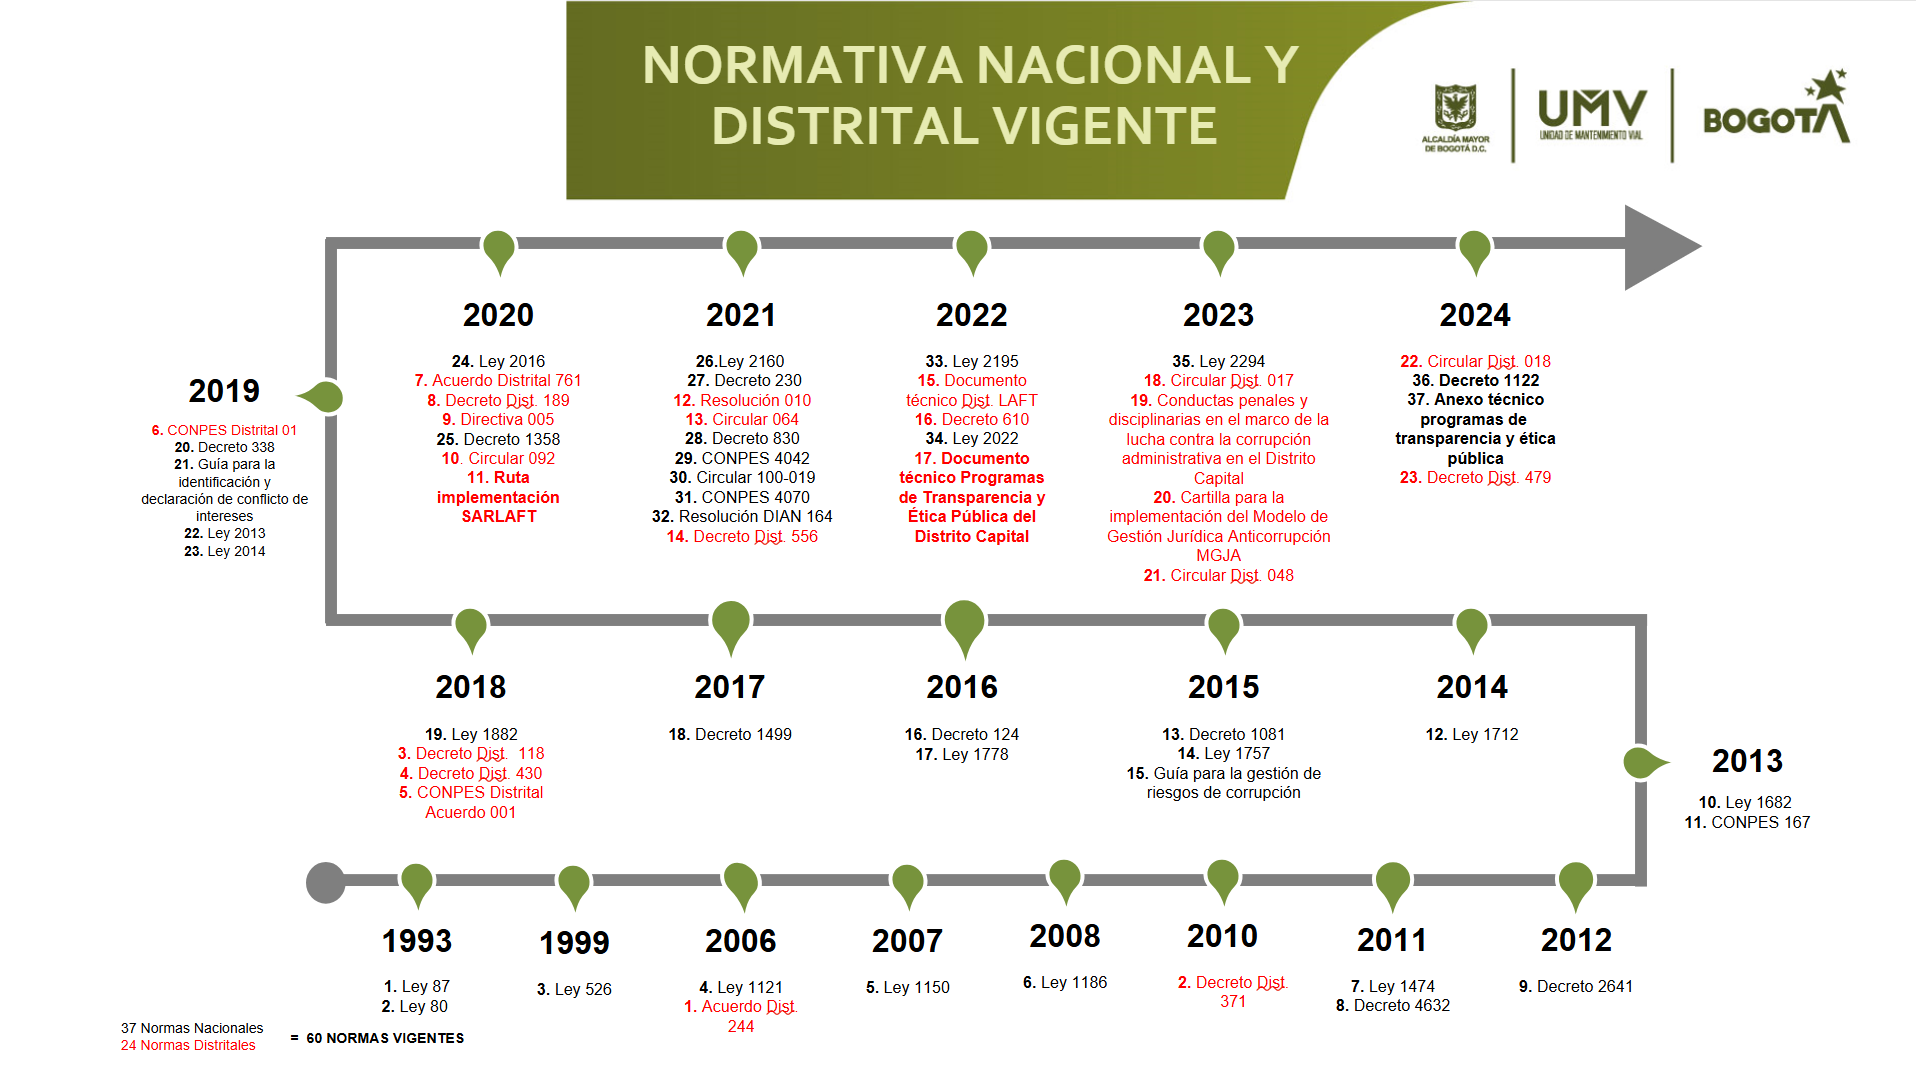 NORMATIVA NACIONAL Y
DISTRITAL VIGENTE
ALCALDÍA MAYOR
DE BOGOTÁ D.C.
UMV
UNIDAD DE MANTENIMIENTO VIAL
BOGOTÁ
2020
24. Ley 2016
7. Acuerdo Distrital 761
8. Decreto Dist. 189
9. Directiva 005
25. Decreto 1358
10. Circular 092
11. Ruta
implementación
SARLAFT
2021
26.Ley 2160
27. Decreto 230
12. Resolución 010
13. Circular 064
28. Decreto 830
29. CONPES 4042
30. Circular 100-019
31. CONPES 4070
32. Resolución DIAN 164
14. Decreto Dist. 556
2022
33. Ley 2195
15. Documento
técnico Dist. LAFT
16. Decreto 610
34. Ley 2022
17. Documento
técnico Programas
de Transparencia y
Ética Pública del
Distrito Capital
2023
35. Ley 2294
18. Circular Dist. 017
19. Conductas penales y
disciplinarias en el marco de la
lucha contra la corrupción
administrativa en el Distrito
Capital
20. Cartilla para la
implementación del Modelo de
Gestión Jurídica Anticorrupción
MGJA
21. Circular Dist. 048
2024
22. Circular Dist. 018
36. Decreto 1122
37. Anexo técnico
programas de
transparencia y ética
pública
23. Decreto Dist. 479
2019
6. CONPES Distrital 01
20. Decreto 338
21. Guía para la
identificación y
declaración de conflicto de
intereses
22. Ley 2013
23. Ley 2014
2018
19. Ley 1882
3. Decreto Dist.  118
4. Decreto Dist. 430
5. CONPES Distrital
Acuerdo 001
2017
18. Decreto 1499
2016
16. Decreto 124
17. Ley 1778
2015
13. Decreto 1081
14. Ley 1757
15. Guía para la gestión de
riesgos de corrupción
2014
12. Ley 1712
2013
10. Ley 1682
11. CONPES 167
1993
1. Ley 87
2. Ley 80
1999
3. Ley 526
2006
4. Ley 1121
1. Acuerdo Dist.
244
2007
5. Ley 1150
2008
6. Ley 1186
2010
2. Decreto Dist.
371
2011
7. Ley 1474
8. Decreto 4632
2012
9. Decreto 2641
37 Normas Nacionales
24 Normas Distritales
= 60 NORMAS VIGENTES